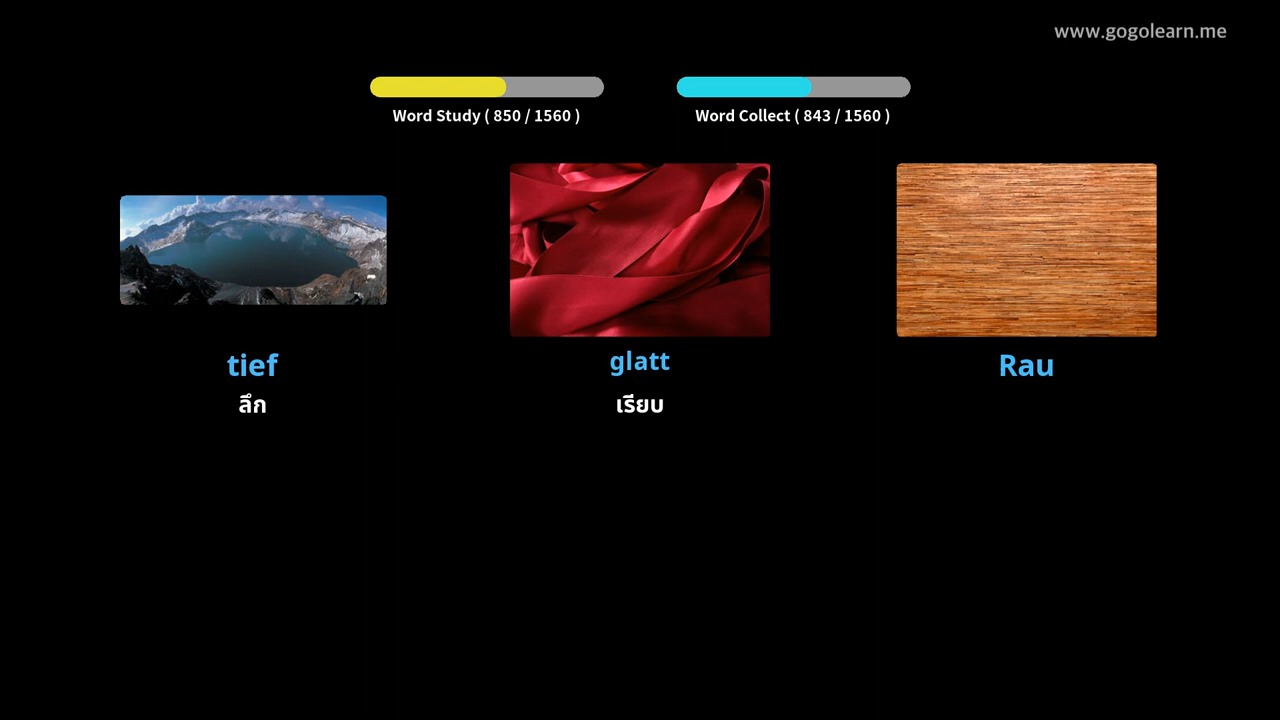 www.gogolearn.me
Word Study ( 850 / 1560 )
Word Collect ( 843 / 1560 )
tief
glatt
Rau
ลึก
เรียบ